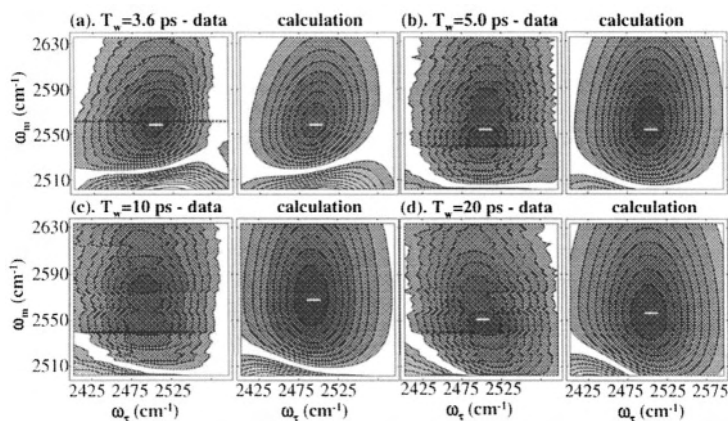 (a). T_w=3.6 ps - data calculation (b). T_w=5.0 ps - data calculation
2630
2590
2550
2510
ω_m (cm⁻¹)
(c). T_w=10 ps - data calculation (d). T_w=20 ps - data calculation
2630
2590
2550
2510
ω_m (cm⁻¹)
2425 2475 2525 2425 2475 2525 2425 2475 2525 2425 2475 2525 2575
ω_τ (cm⁻¹) ω_τ (cm⁻¹) ω_τ (cm⁻¹) ω_τ (cm⁻¹)